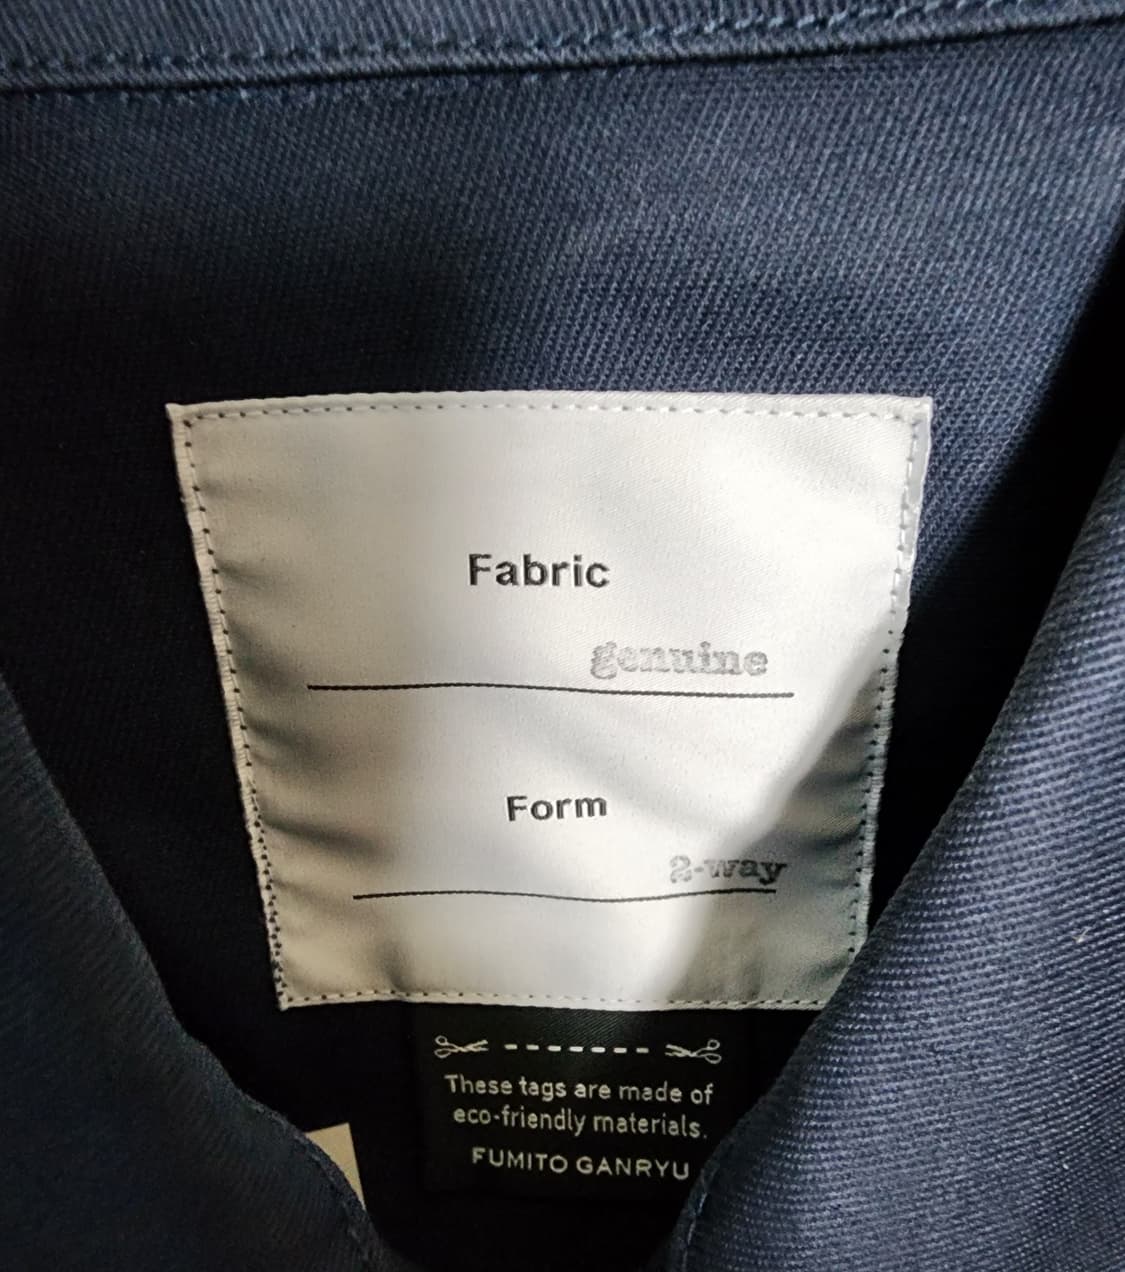 Fabric
genuine
Form
2-way
These tags are made of
eco-friendly materials.
FUMITO GANRYU